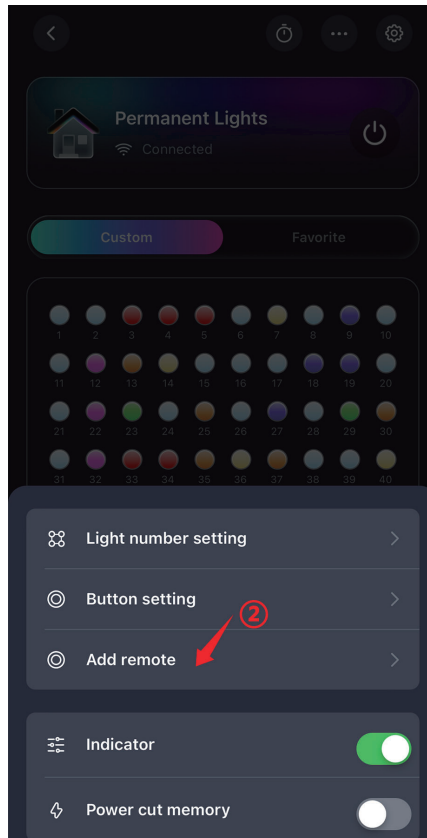 Permanent Lights
Connected
Custom Favorite
1 2 3 4 5 6 7 8 9 10
11 12 13 14 15 16 17 18 19 20
21 22 23 24 25 26 27 28 29 30
31 32 33 34 35 36 37 38 39 40
Light number setting
Button setting
②
Add remote
Indicator
Power cut memory